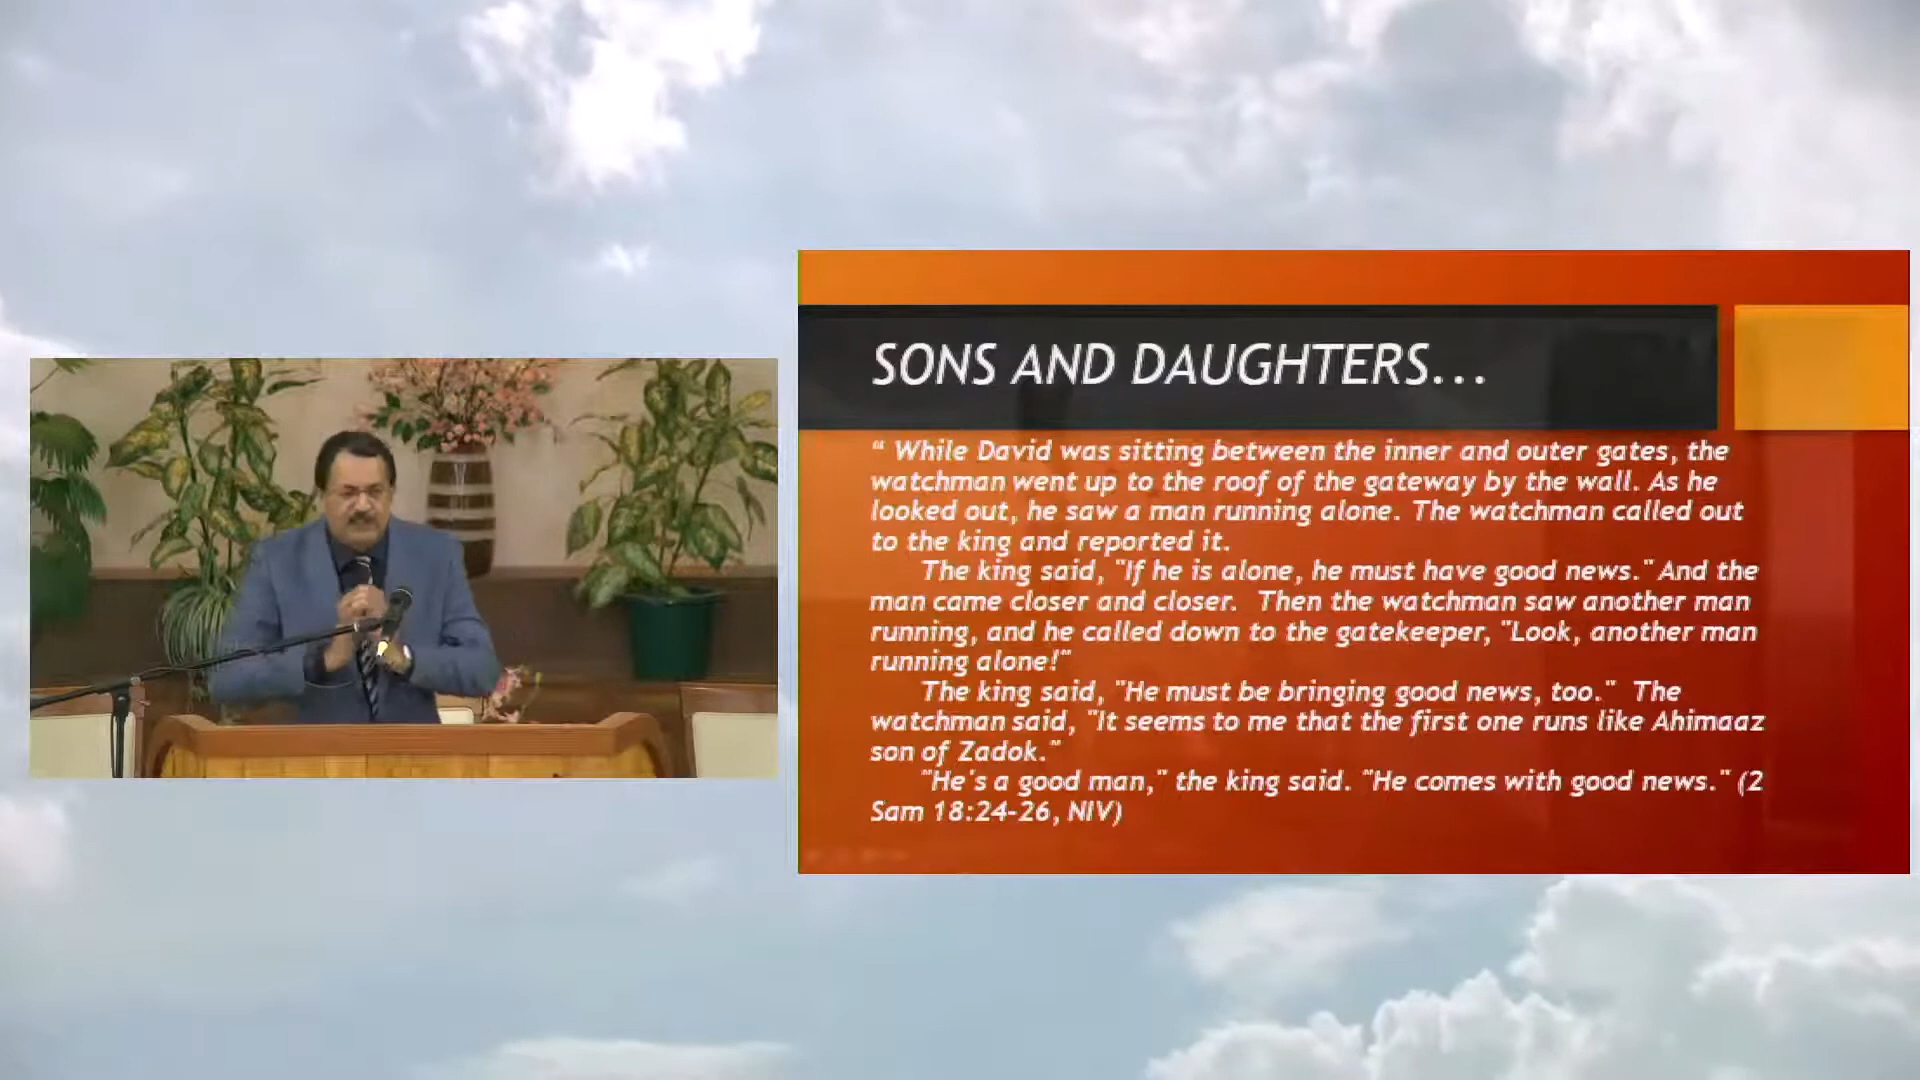 SONS AND DAUGHTERS...
“ While David was sitting between the inner and outer gates, the
watchman went up to the roof of the gateway by the wall. As he
looked out, he saw a man running alone. The watchman called out
to the king and reported it.
The king said, "If he is alone, he must have good news." And the
man came closer and closer. Then the watchman saw another man
running, and he called down to the gatekeeper, "Look, another man
running alone!"
The king said, "He must be bringing good news, too." The
watchman said, "It seems to me that the first one runs like Ahimaaz
son of Zadok."
"He's a good man," the king said. "He comes with good news." (2
Sam 18:24-26, NIV)